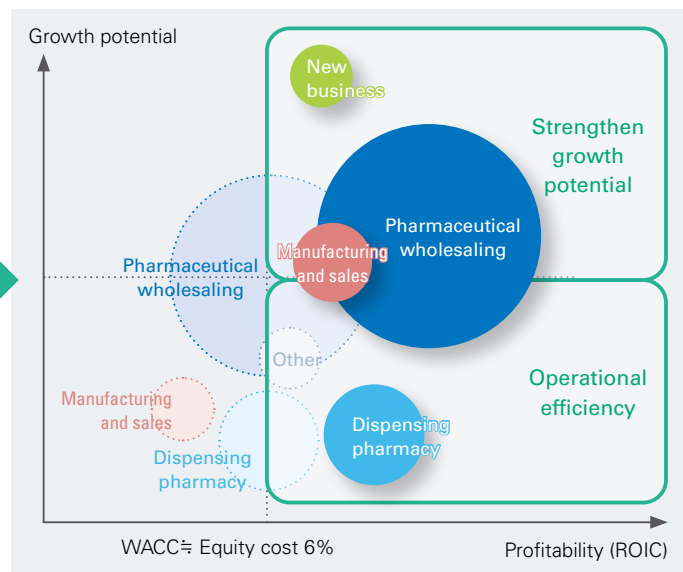 Growth potential
New
business
Strengthen
growth
potential
Pharmaceutical
wholesaling
Manufacturing
and sales
Pharmaceutical
wholesaling
Other
Operational
efficiency
Manufacturing
and sales
Dispensing
pharmacy
Dispensing
pharmacy
WACC≒ Equity cost 6%
Profitability (ROIC)